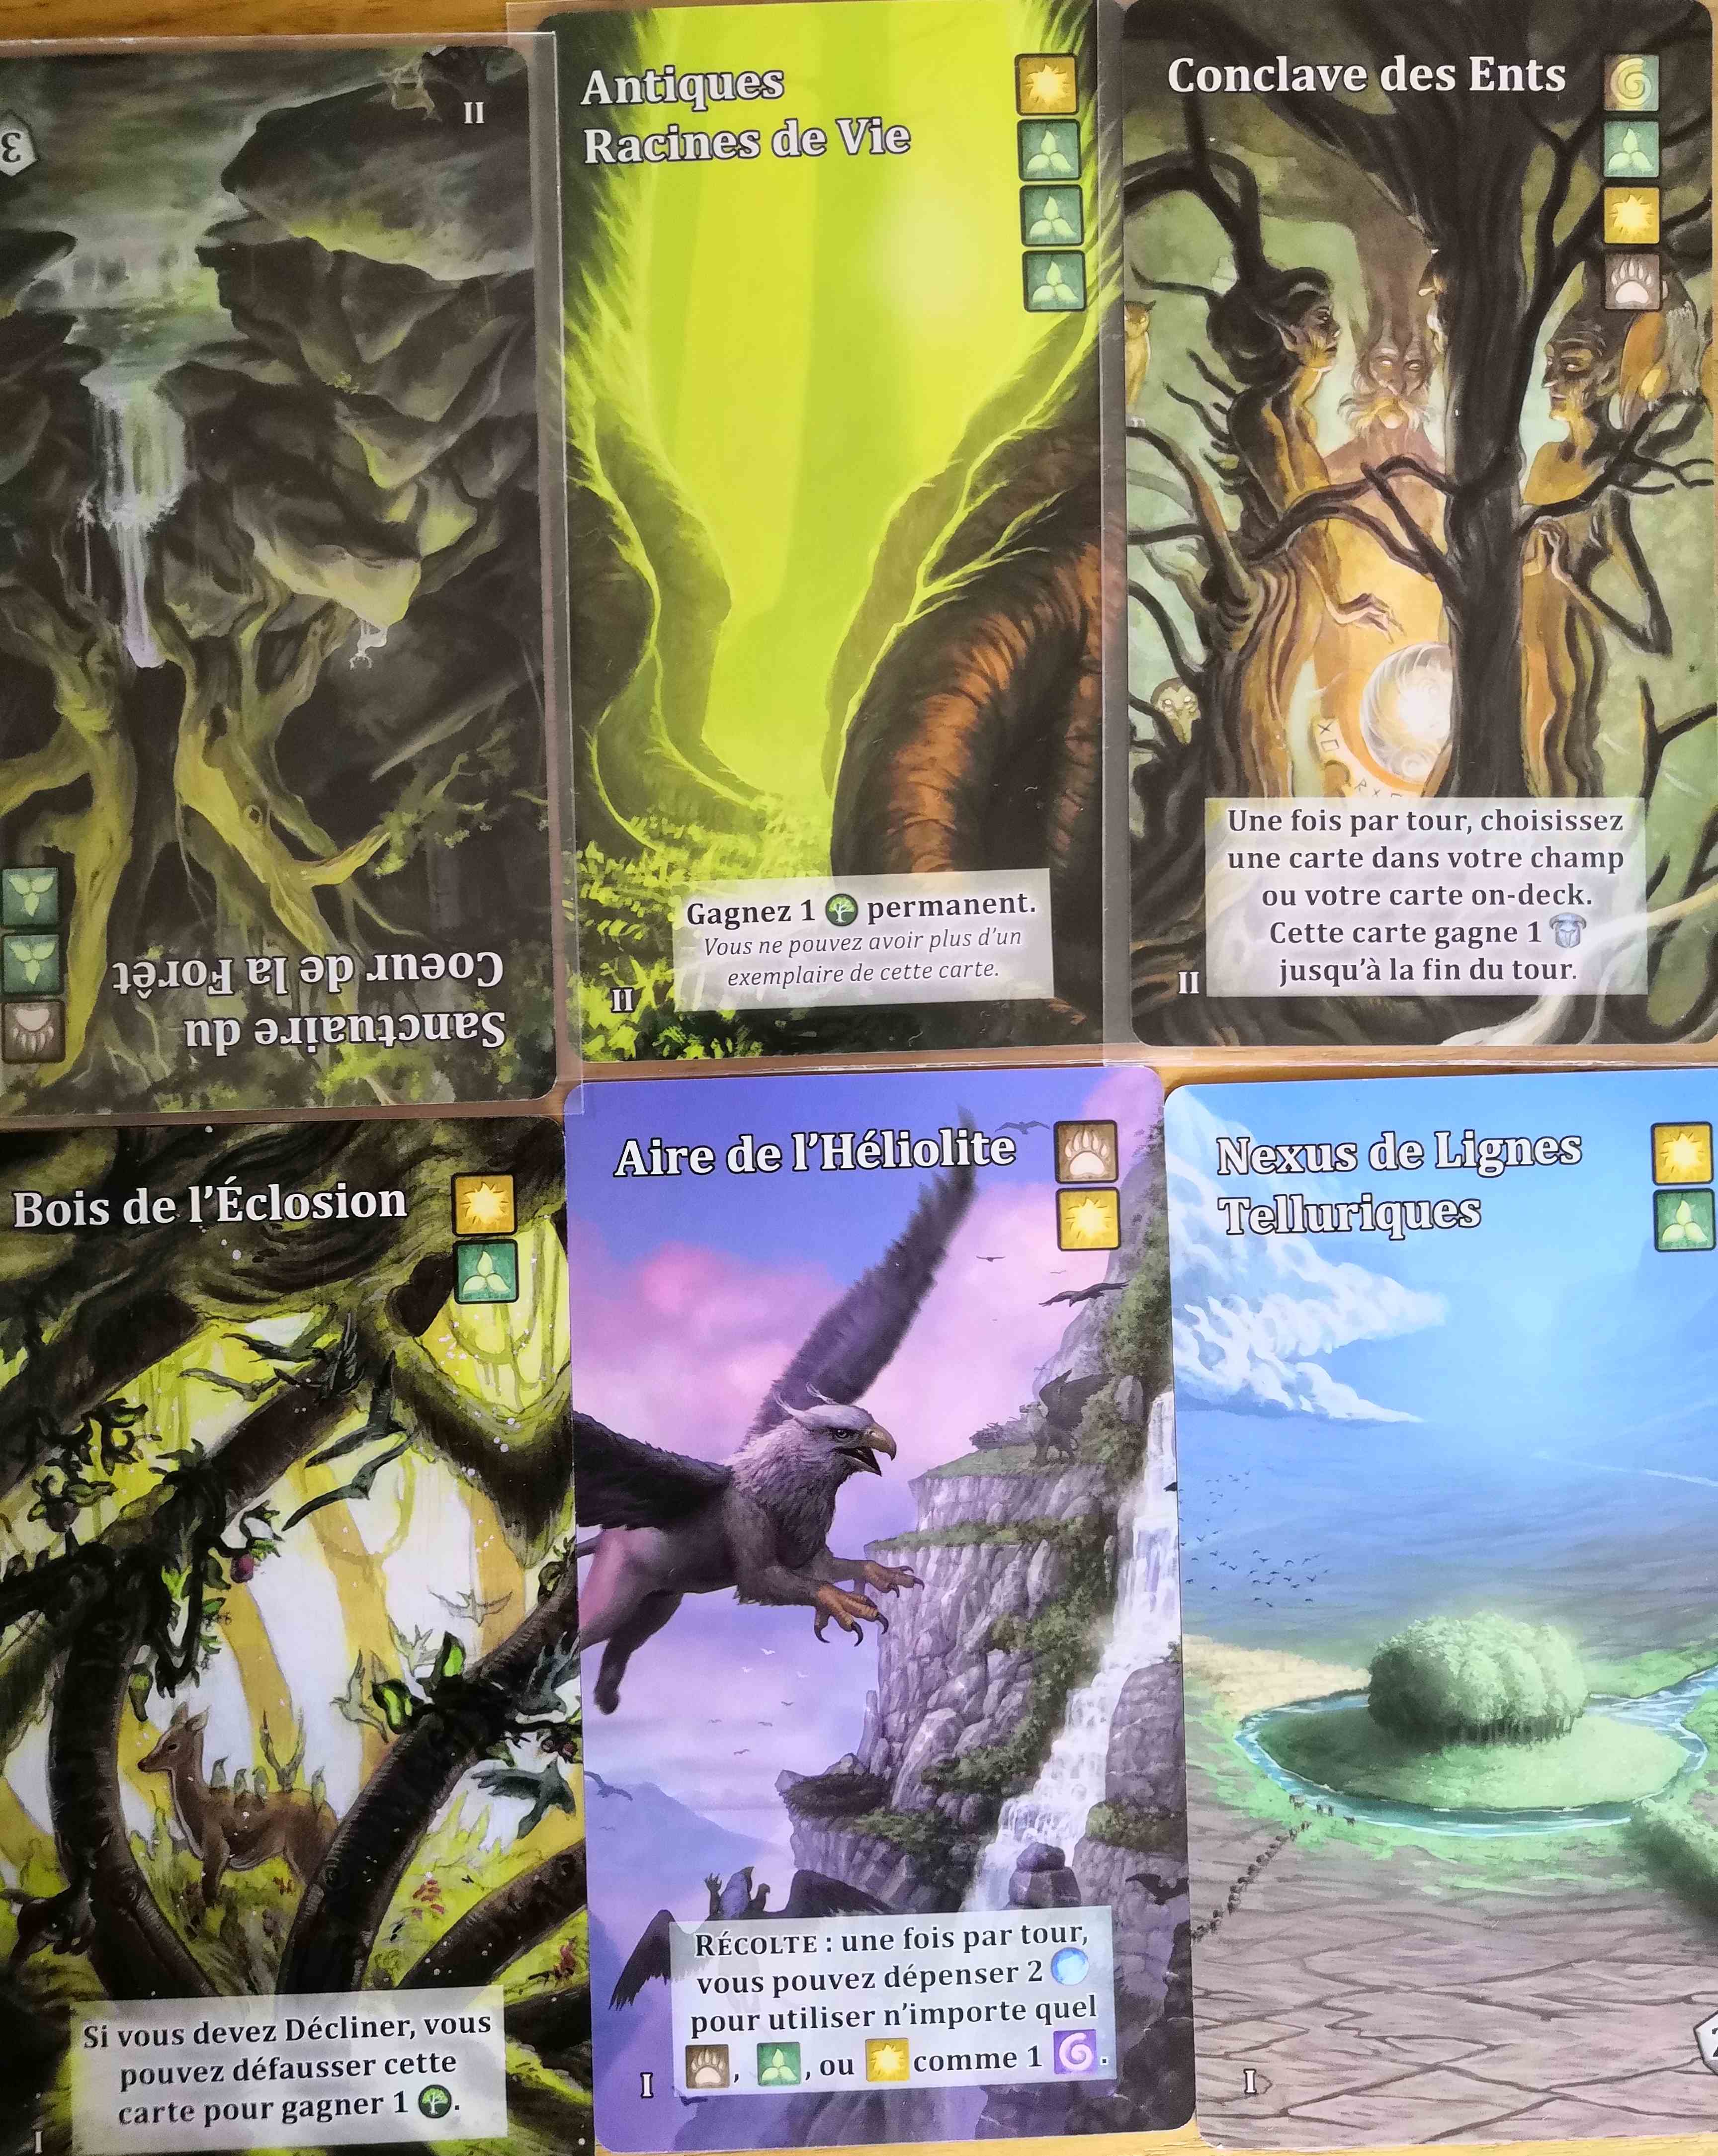 II
3
Sanctuaire du
Coeur de la Forêt
Antiques
Racines de Vie
Gagnez 1 permanent.
Vous ne pouvez avoir plus d'un
exemplaire de cette carte.
II
Conclave des Ents
Une fois par tour, choisissez
une carte dans votre champ
ou votre carte on-deck.
Cette carte gagne 1
jusqu'à la fin du tour.
II
Bois de l'Éclosion
Si vous devez Décliner, vous
pouvez défausser cette
carte pour gagner 1 .
I
Aire de l'Héliolite
RÉCOLTE : une fois par tour,
vous pouvez dépenser 2
pour utiliser n'importe quel
, , ou comme 1 .
I
Nexus de Lignes
Telluriques
2
I